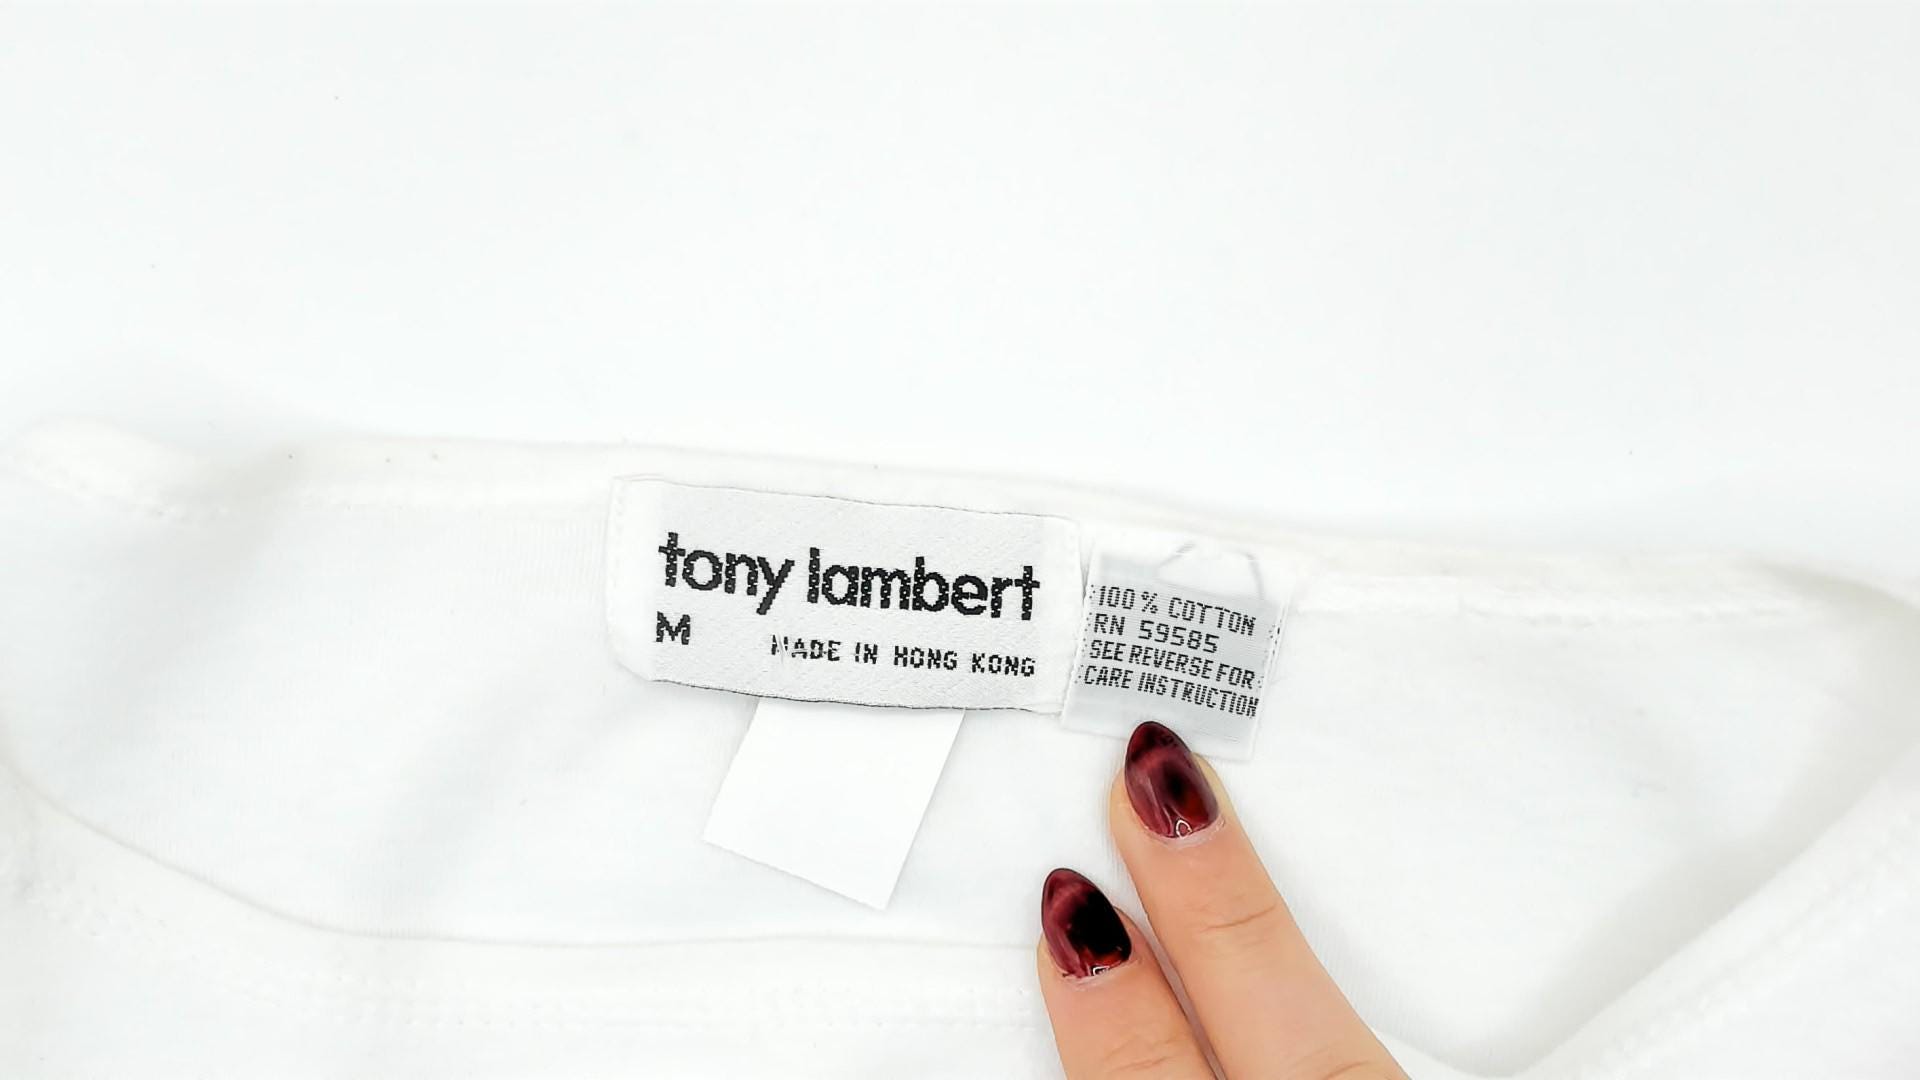 tony lambert
M
MADE IN HONG KONG
100% COTTON
RN 59585
SEE REVERSE FOR
CARE INSTRUCTION